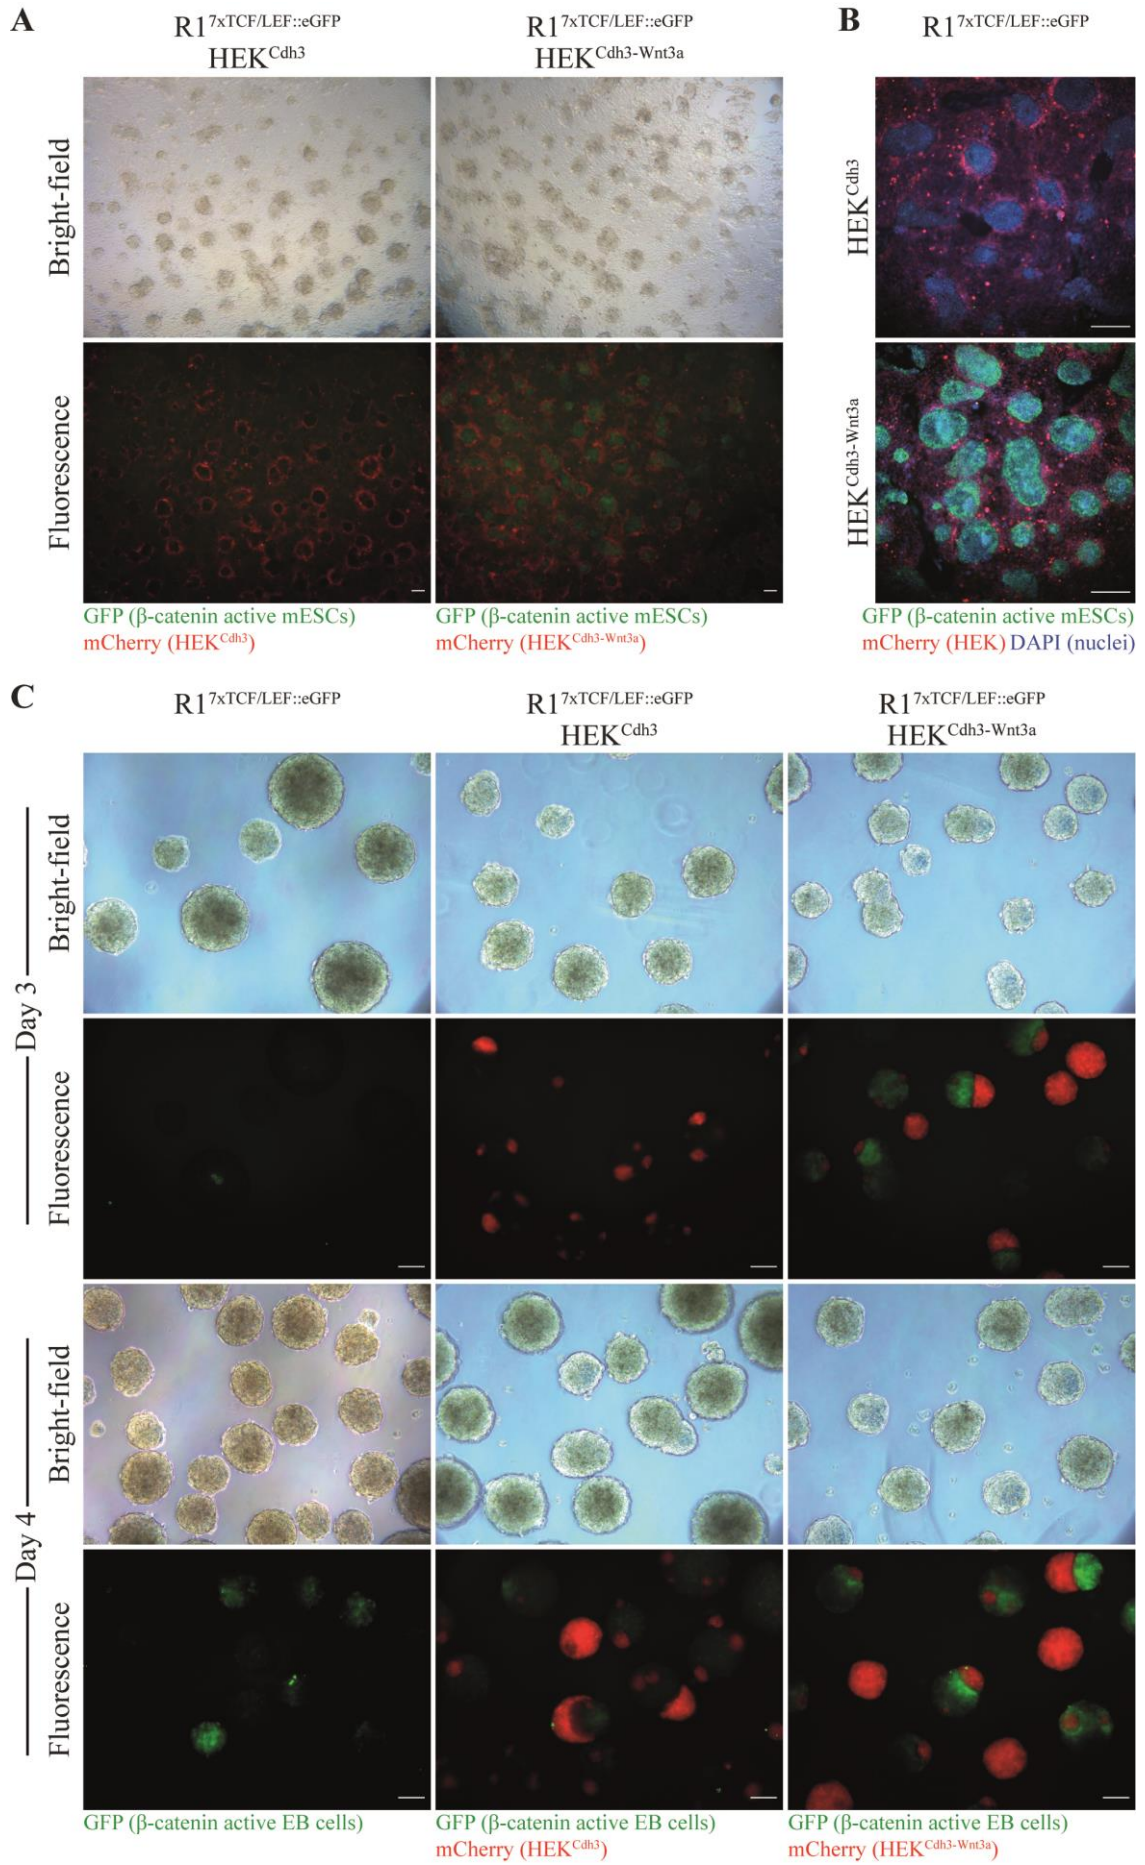 A
R1^7xTCF/LEF::eGFP
HEK^Cdh3
R1^7xTCF/LEF::eGFP
HEK^Cdh3-Wnt3a
B
R1^7xTCF/LEF::eGFP
Bright-field
Fluorescence
HEK^Cdh3
HEK^Cdh3-Wnt3a
GFP (β-catenin active mESCs)
mCherry (HEK^Cdh3)
GFP (β-catenin active mESCs)
mCherry (HEK^Cdh3-Wnt3a)
GFP (β-catenin active mESCs)
mCherry (HEK) DAPI (nuclei)
C
R1^7xTCF/LEF::eGFP
R1^7xTCF/LEF::eGFP
HEK^Cdh3
R1^7xTCF/LEF::eGFP
HEK^Cdh3-Wnt3a
Day 3
Bright-field
Fluorescence
Day 4
Bright-field
Fluorescence
GFP (β-catenin active EB cells)
GFP (β-catenin active EB cells)
mCherry (HEK^Cdh3)
GFP (β-catenin active EB cells)
mCherry (HEK^Cdh3-Wnt3a)